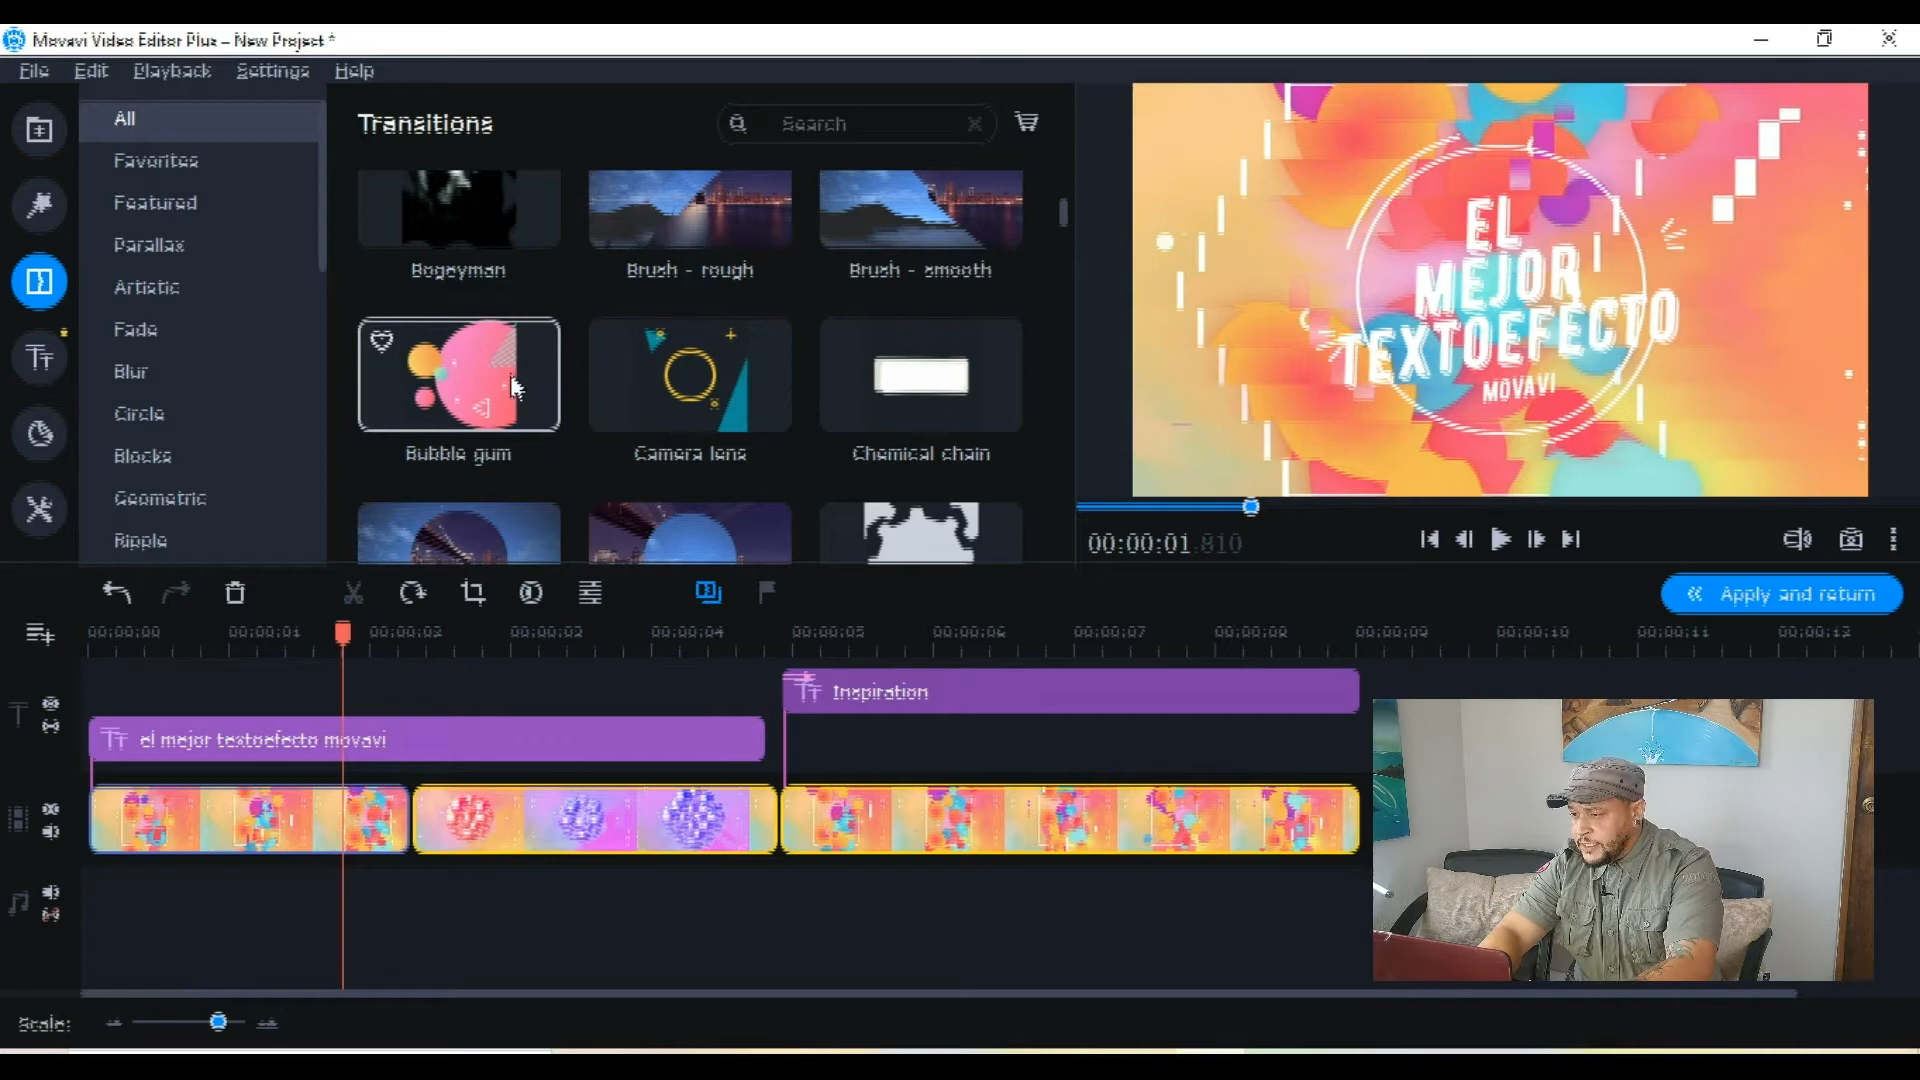 Movavi Video Editor Plus – New Project *
File Edit Playback Settings Help
All
Favorites
Featured
Parallax
Artistic
Fade
Blur
Circle
Blocks
Geometric
Ripple
Transitions
Search
Bogeyman
Brush - rough
Brush - smooth
Bubble gum
Camera lens
Chemical chain
EL
MEJOR
TEXTOEFECTO
MOVAVI
00:00:01.810
Apply and return
00:00:00 00:00:01 00:00:02 00:00:03 00:00:04 00:00:05 00:00:06 00:00:07 00:00:08 00:00:09 00:00:10 00:00:11 00:00:12
Inspiration
el mejor textoefecto movavi
Scale: